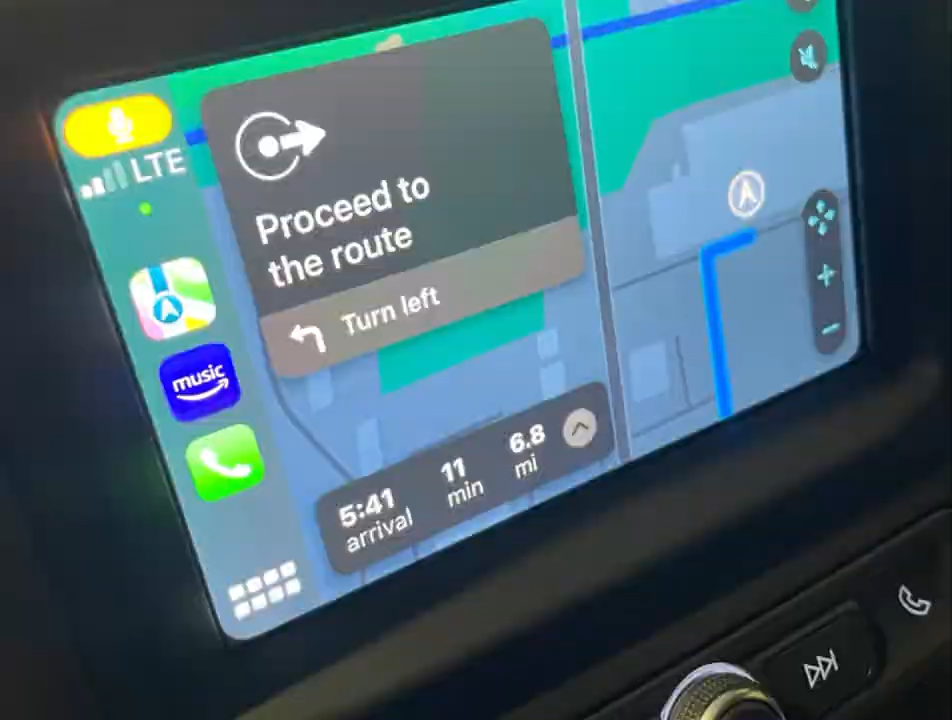 LTE
Proceed to
the route
Turn left
music
5:41
arrival
11
min
6.8
mi